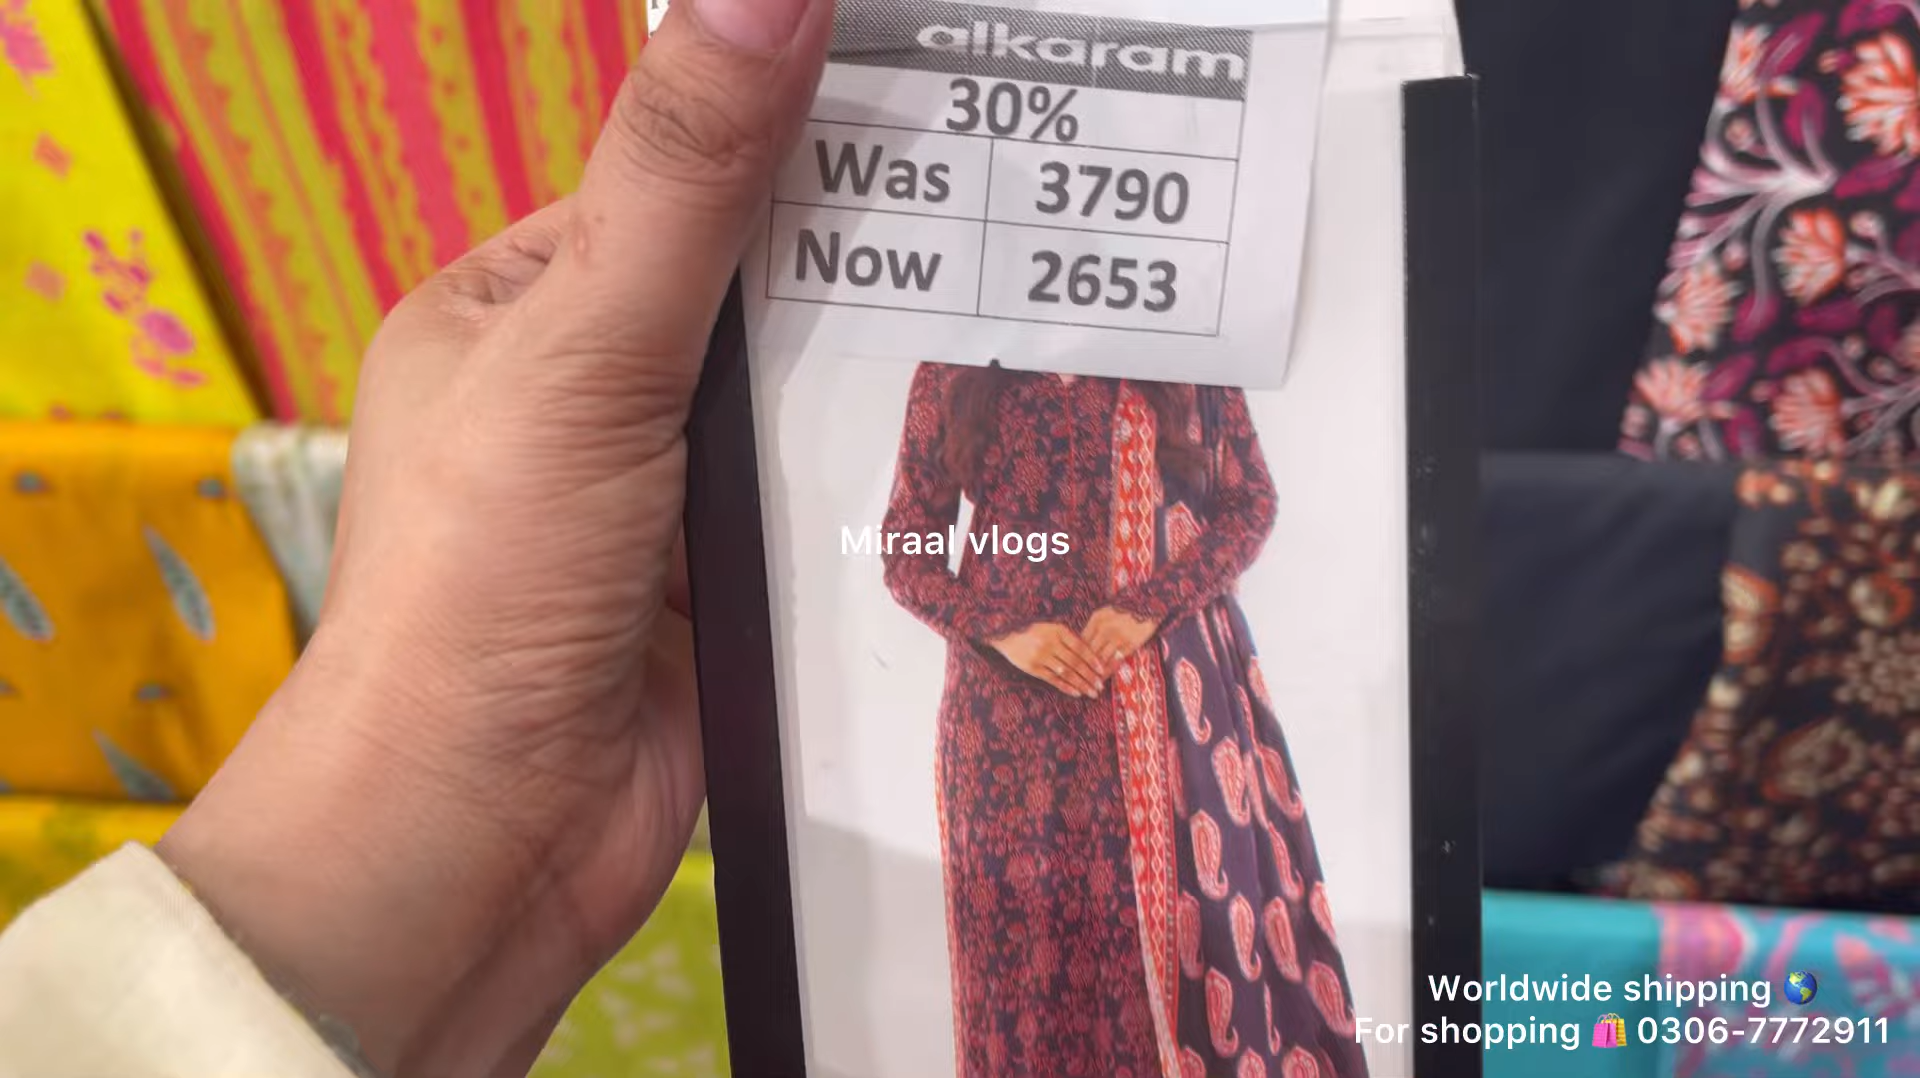 alkaram
30%
Was 3790
Now 2653
Miraal vlogs
Worldwide shipping 🌎
For shopping 🛍️ 0306-7772911